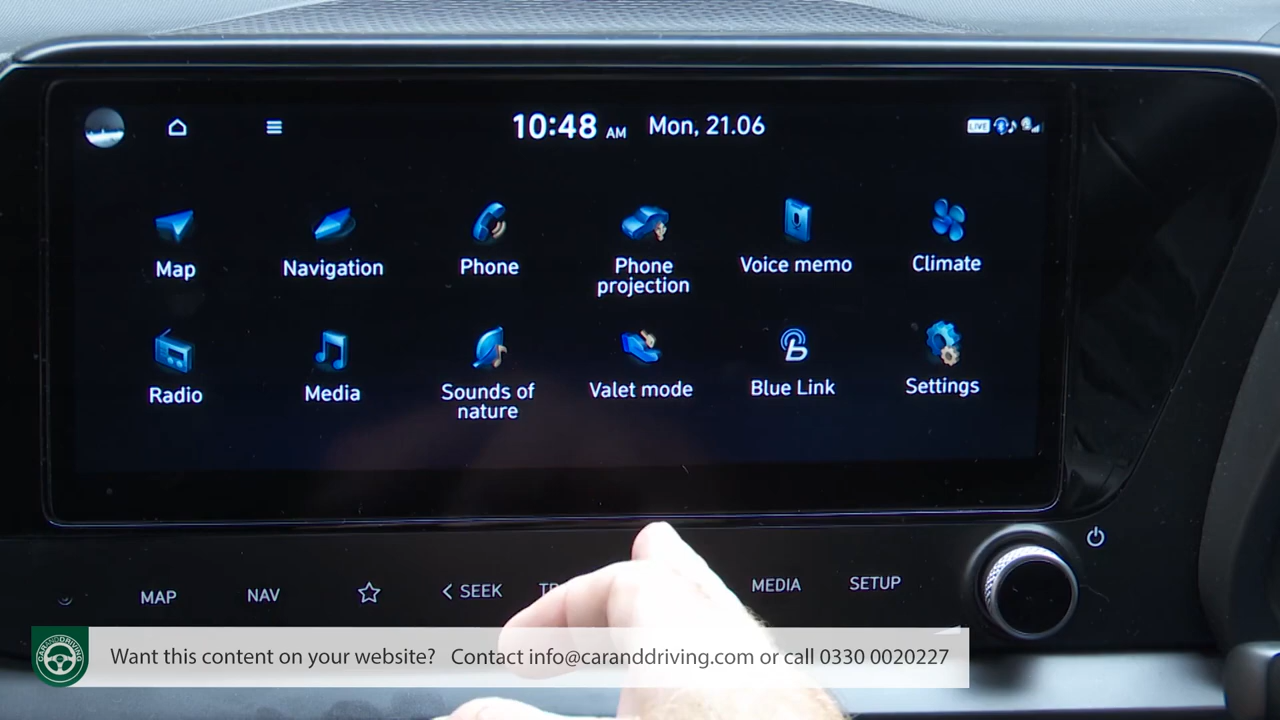 10:48 AM Mon, 21.06
LIVE
Map
Navigation
Phone
Phone
projection
Voice memo
Climate
Radio
Media
Sounds of
nature
Valet mode
Blue Link
Settings
MAP
NAV
< SEEK
MEDIA
SETUP
CARANDDRIVING
Want this content on your website? Contact info@caranddriving.com or call 0330 0020227